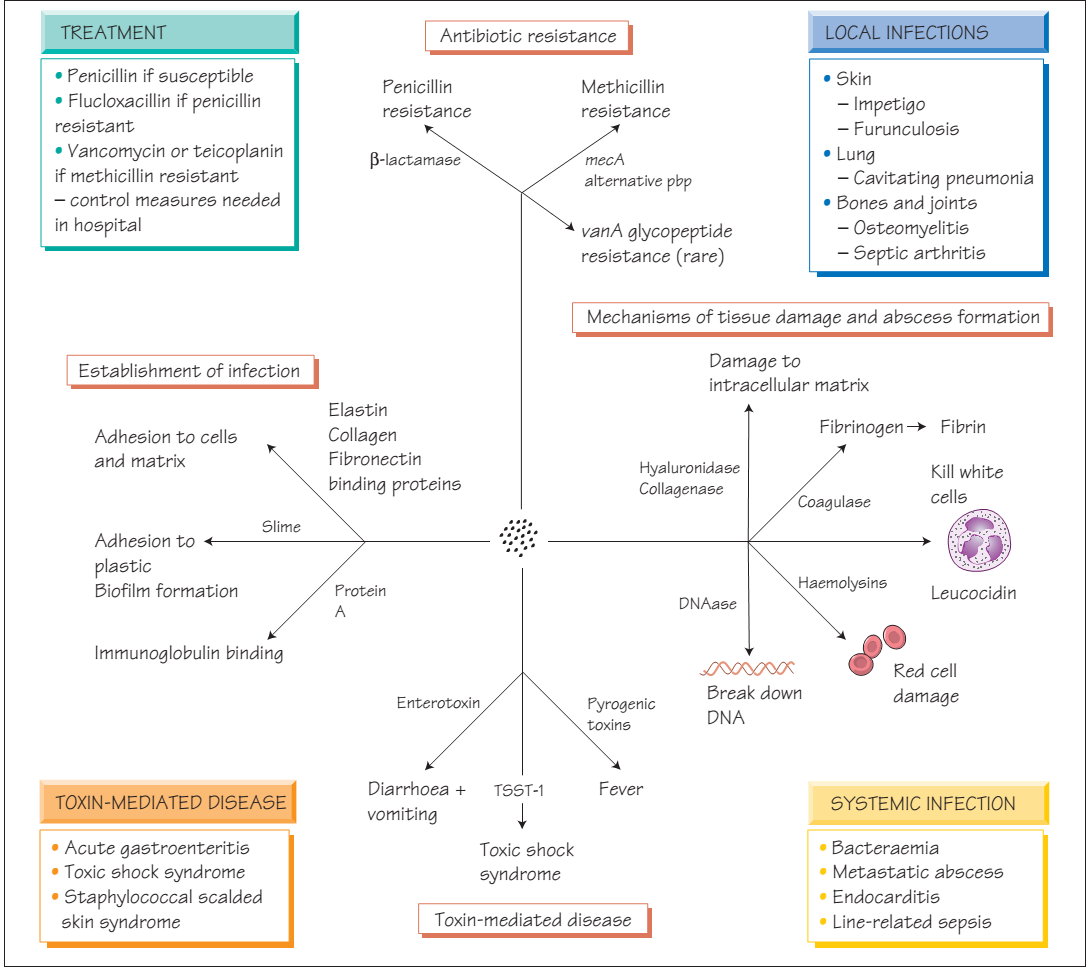 TREATMENT
• Penicillin if susceptible
• Flucloxacillin if penicillin
resistant
• Vancomycin or teicoplanin
if methicillin resistant
– control measures needed
in hospital
Antibiotic resistance
Penicillin
resistance
Methicillin
resistance
β-lactamase
mecA
alternative pbp
vanA glycopeptide
resistance (rare)
LOCAL INFECTIONS
• Skin
– Impetigo
– Furunculosis
• Lung
– Cavitating pneumonia
• Bones and joints
– Osteomyelitis
– Septic arthritis
Mechanisms of tissue damage and abscess formation
Damage to
intracellular matrix
Fibrinogen
Fibrin
Hyaluronidase
Collagenase
Coagulase
Kill white
cells
Leucocidin
Haemolysins
DNAase
Red cell
damage
Break down
DNA
Establishment of infection
Elastin
Collagen
Fibronectin
binding proteins
Adhesion to cells
and matrix
Slime
Adhesion to
plastic
Biofilm formation
Protein
A
Immunoglobulin binding
Enterotoxin
Pyrogenic
toxins
Diarrhoea +
vomiting
TSST-1
Fever
Toxic shock
syndrome
Toxin-mediated disease
TOXIN-MEDIATED DISEASE
• Acute gastroenteritis
• Toxic shock syndrome
• Staphylococcal scalded
skin syndrome
SYSTEMIC INFECTION
• Bacteraemia
• Metastatic abscess
• Endocarditis
• Line-related sepsis